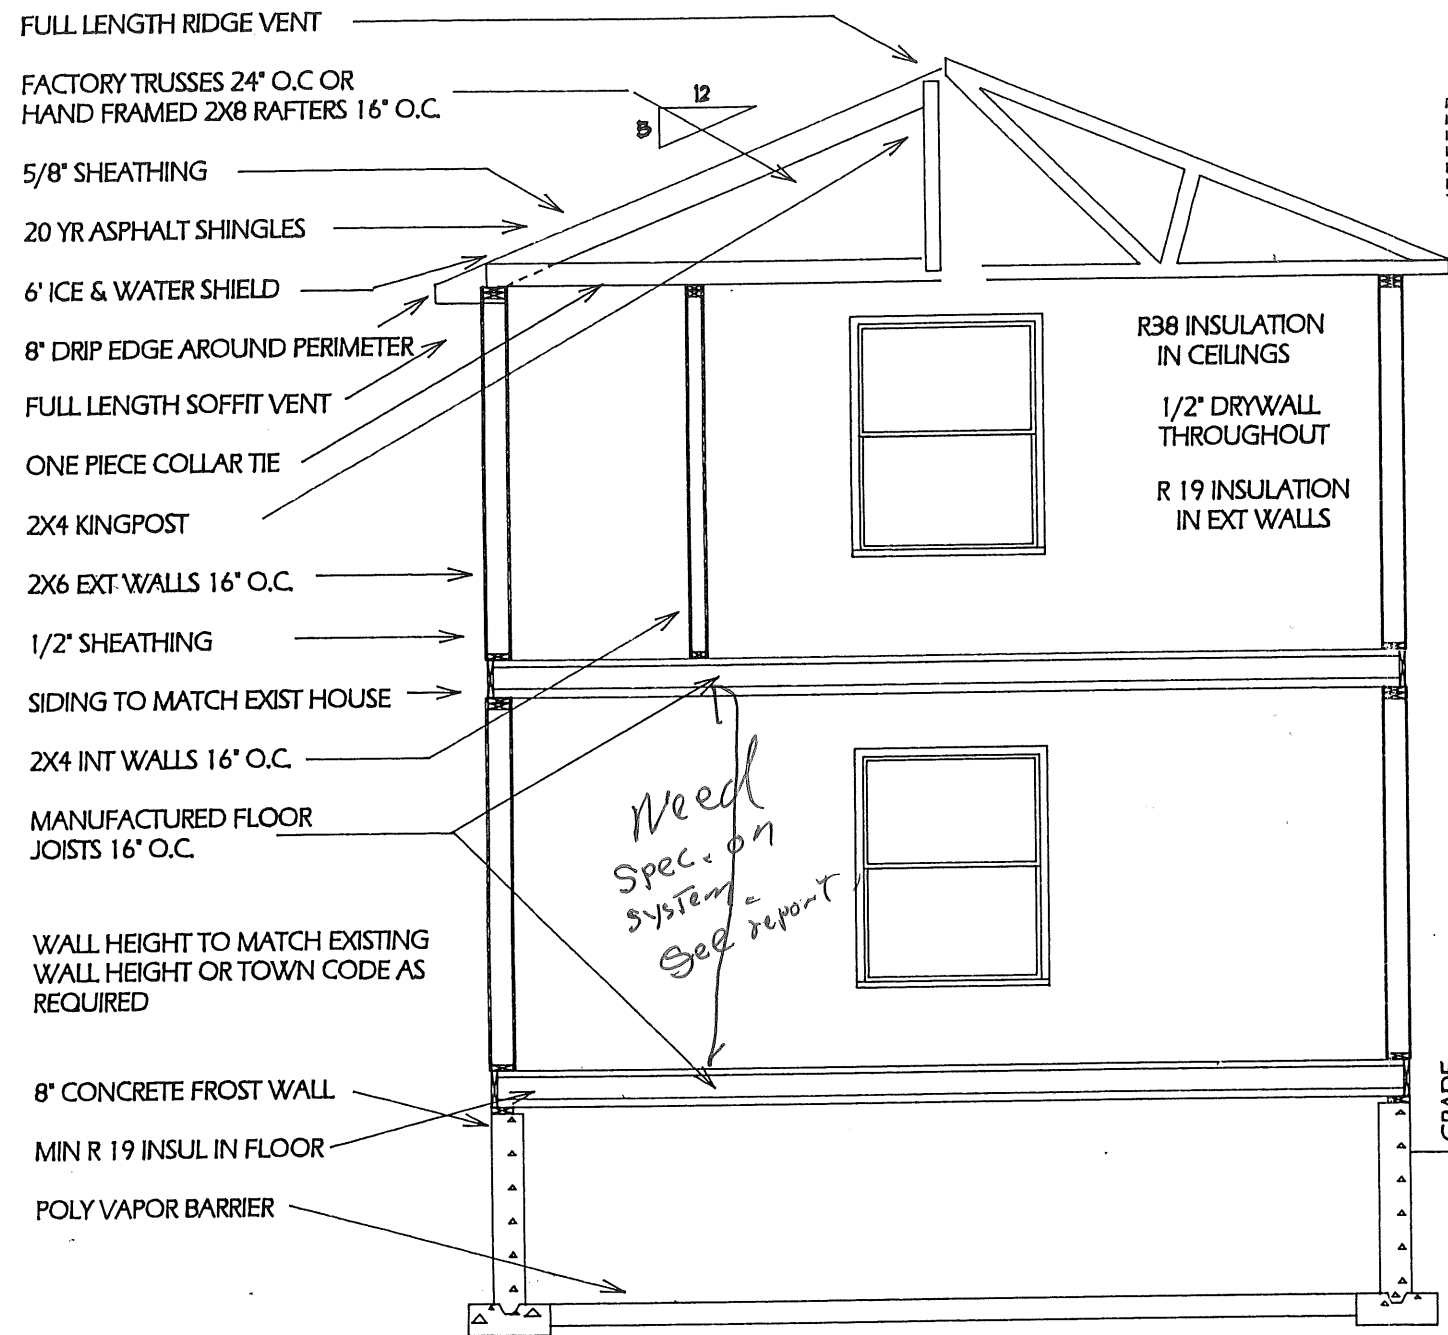 FULL LENGTH RIDGE VENT
FACTORY TRUSSES 24" O.C OR
HAND FRAMED 2X8 RAFTERS 16" O.C.
12
5
5/8" SHEATHING
20 YR ASPHALT SHINGLES
6' ICE & WATER SHIELD
8" DRIP EDGE AROUND PERIMETER
FULL LENGTH SOFFIT VENT
ONE PIECE COLLAR TIE
2X4 KINGPOST
2X6 EXT WALLS 16" O.C.
1/2" SHEATHING
SIDING TO MATCH EXIST HOUSE
2X4 INT WALLS 16" O.C.
MANUFACTURED FLOOR
JOISTS 16" O.C.
WALL HEIGHT TO MATCH EXISTING
WALL HEIGHT OR TOWN CODE AS
REQUIRED
8" CONCRETE FROST WALL
MIN R 19 INSUL IN FLOOR
POLY VAPOR BARRIER
R38 INSULATION
IN CEILINGS
1/2" DRYWALL
THROUGHOUT
R 19 INSULATION
IN EXT WALLS
Need
Spec. on
system -
See report
GRADE